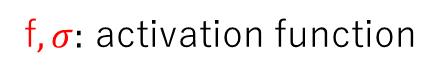 f, σ: activation function